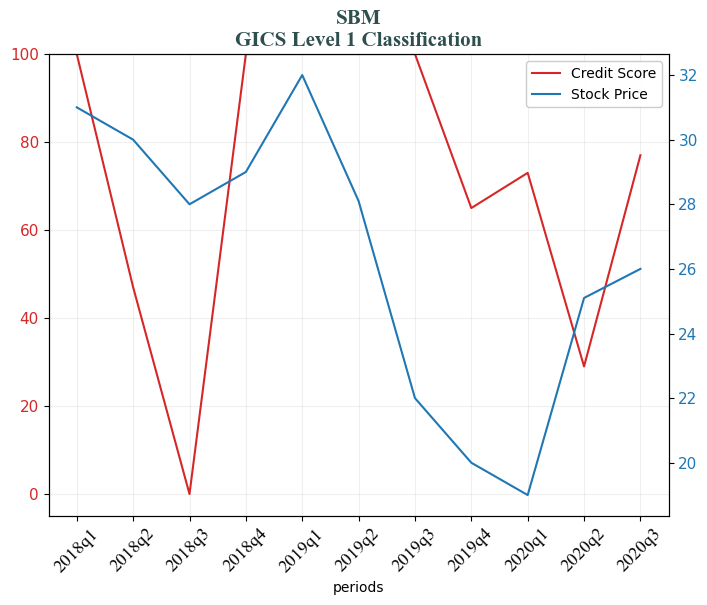 SBM
GICS Level 1 Classification
Credit Score
Stock Price
100
80
60
40
20
0
32
30
28
26
24
22
20
2018q1
2018q2
2018q3
2018q4
2019q1
2019q2
2019q3
2019q4
2020q1
2020q2
2020q3
periods